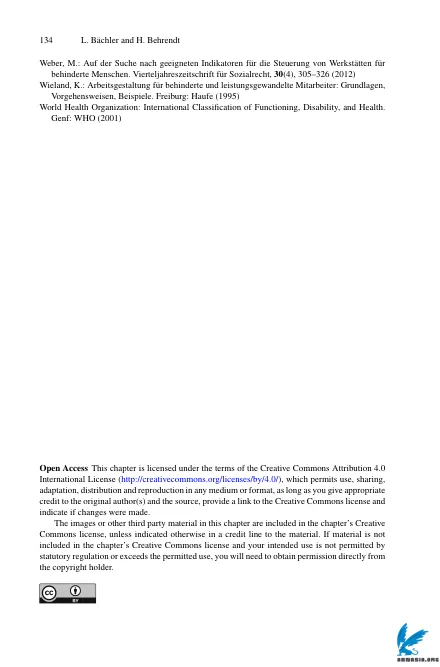 134 L. Bächler and H. Behrendt
Weber, M.: Auf der Suche nach geeigneten Indikatoren für die Steuerung von Werkstätten für
behinderte Menschen. Vierteljahreszeitschrift für Sozialrecht, 30(4), 305–326 (2012)
Wieland, K.: Arbeitsgestaltung für behinderte und leistungsgewandelte Mitarbeiter: Grundlagen,
Vorgehensweisen, Beispiele. Freiburg: Haufe (1995)
World Health Organization: International Classification of Functioning, Disability, and Health.
Genf: WHO (2001)
Open Access This chapter is licensed under the terms of the Creative Commons Attribution 4.0
International License (http://creativecommons.org/licenses/by/4.0/), which permits use, sharing,
adaptation, distribution and reproduction in any medium or format, as long as you give appropriate
credit to the original author(s) and the source, provide a link to the Creative Commons license and
indicate if changes were made.
The images or other third party material in this chapter are included in the chapter's Creative
Commons license, unless indicated otherwise in a credit line to the material. If material is not
included in the chapter's Creative Commons license and your intended use is not permitted by
statutory regulation or exceeds the permitted use, you will need to obtain permission directly from
the copyright holder.
cc BY